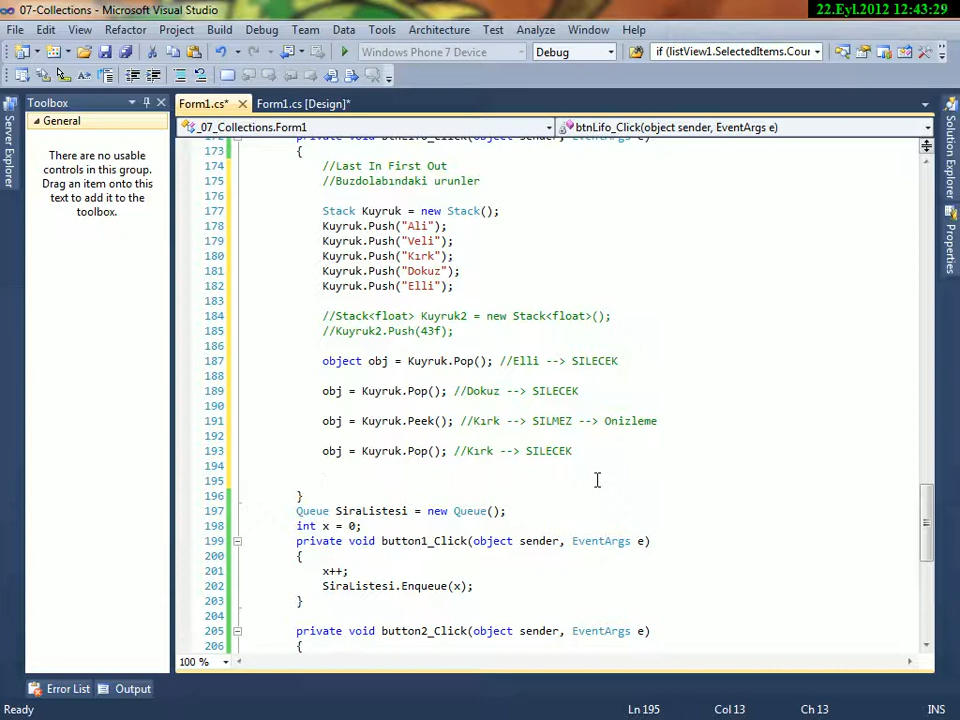 07-Collections - Microsoft Visual Studio
22.Eyl.2012 12:43:29
File Edit View Refactor Project Build Debug Team Data Tools Architecture Test Analyze Window Help
Windows Phone 7 Device Debug if (listView1.SelectedItems.Cour
Toolbox
General
There are no usable
controls in this group.
Drag an item onto this
text to add it to the
toolbox.
Server Explorer
Form1.cs* Form1.cs [Design]*
_07_Collections.Form1 btnLifo_Click(object sender, EventArgs e)
172 private void btnLifo_Click(object sender, EventArgs e)
173 {
174 //Last In First Out
175 //Buzdolabındaki urunler
176
177 Stack Kuyruk = new Stack();
178 Kuyruk.Push("Ali");
179 Kuyruk.Push("Veli");
180 Kuyruk.Push("Kırk");
181 Kuyruk.Push("Dokuz");
182 Kuyruk.Push("Elli");
183
184 //Stack<float> Kuyruk2 = new Stack<float>();
185 //Kuyruk2.Push(43f);
186
187 object obj = Kuyruk.Pop(); //Elli --> SILECEK
188
189 obj = Kuyruk.Pop(); //Dokuz --> SILECEK
190
191 obj = Kuyruk.Peek(); //Kırk --> SILMEZ --> Onizleme
192
193 obj = Kuyruk.Pop(); //Kırk --> SILECEK
194
195
196 }
197 Queue SiraListesi = new Queue();
198 int x = 0;
199 private void button1_Click(object sender, EventArgs e)
200 {
201 x++;
202 SiraListesi.Enqueue(x);
203 }
204
205 private void button2_Click(object sender, EventArgs e)
206 {
100 %
Solution Explorer
Properties
Error List Output
Ready Ln 195 Col 13 Ch 13 INS